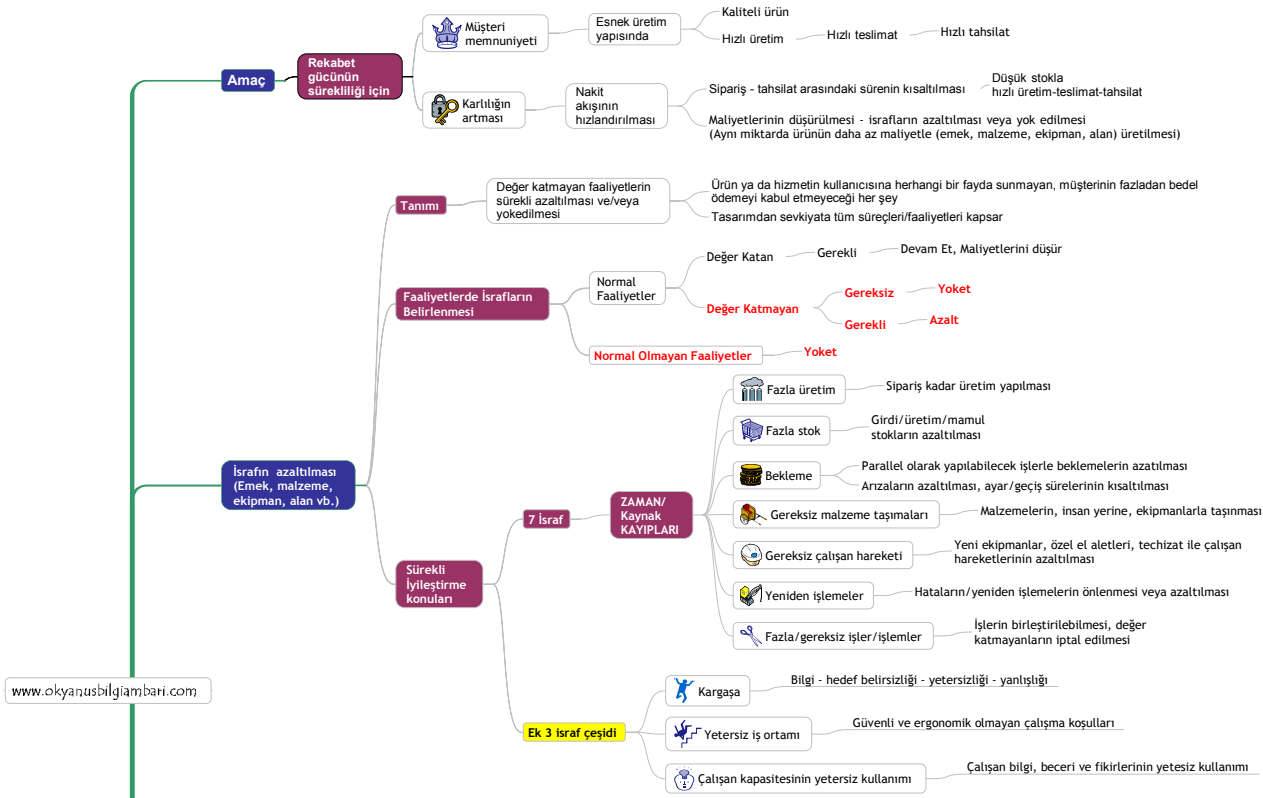 Amaç
Rekabet
gücünün
sürekliliği için
Müşteri
memnuniyeti
Esnek üretim
yapısında
Kaliteli ürün
Hızlı üretim
Hızlı teslimat
Hızlı tahsilat
Karlılığın
artması
Nakit
akışının
hızlandırılması
Sipariş - tahsilat arasındaki sürenin kısaltılması
Düşük stokla
hızlı üretim-teslimat-tahsilat
Maliyetlerinin düşürülmesi - israfların azaltılması veya yok edilmesi
(Aynı miktarda ürünün daha az maliyetle (emek, malzeme, ekipman, alan) üretilmesi)
İsrafın azaltılması
(Emek, malzeme,
ekipman, alan vb.)
Tanımı
Değer katmayan faaliyetlerin
sürekli azaltılması ve/veya
yokedilmesi
Ürün ya da hizmetin kullanıcısına herhangi bir fayda sunmayan, müşterinin fazladan bedel
ödemeyi kabul etmeyeceği her şey
Tasarımdan sevkiyata tüm süreçleri/faaliyetleri kapsar
Faaliyetlerde İsrafların
Belirlenmesi
Normal
Faaliyetler
Değer Katan
Gerekli
Devam Et, Maliyetlerini düşür
Değer Katmayan
Gereksiz
Yoket
Gerekli
Azalt
Normal Olmayan Faaliyetler
Yoket
Sürekli
İyileştirme
konuları
7 İsraf
ZAMAN/
Kaynak
KAYIPLARI
Fazla üretim
Sipariş kadar üretim yapılması
Fazla stok
Girdi/üretim/mamul
stokların azaltılması
Bekleme
Parallel olarak yapılabilecek işlerle beklemelerin azatılması
Arızaların azaltılması, ayar/geçiş sürelerinin kısaltılması
Gereksiz malzeme taşımaları
Malzemelerin, insan yerine, ekipmanlarla taşınması
Gereksiz çalışan hareketi
Yeni ekipmanlar, özel el aletleri, techizat ile çalışan
hareketlerinin azaltılması
Yeniden işlemeler
Hataların/yeniden işlemelerin önlenmesi veya azaltılması
Fazla/gereksiz işler/işlemler
İşlerin birleştirilebilmesi, değer
katmayanların iptal edilmesi
Ek 3 israf çeşidi
Kargaşa
Bilgi - hedef belirsizliği - yetersizliği - yanlışlığı
Yetersiz iş ortamı
Güvenli ve ergonomik olmayan çalışma koşulları
Çalışan kapasitesinin yetersiz kullanımı
Çalışan bilgi, beceri ve fikirlerinin yetesiz kullanımı
www.okyanusbilgiambari.com